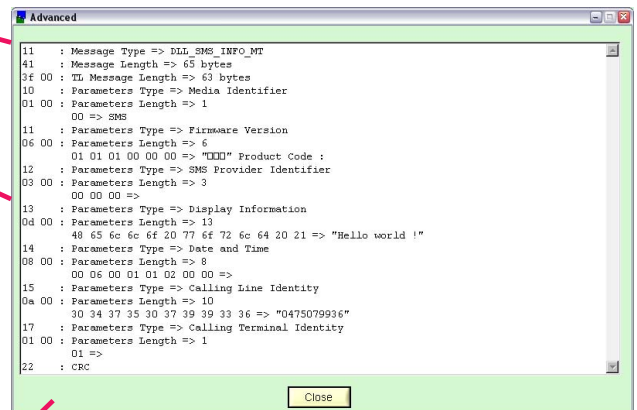 Advanced
11 : Message Type => DLL_SMS_INFO_MT
41 : Message Length => 65 bytes
3f 00 : TL Message Length => 63 bytes
10 : Parameters Type => Media Identifier
01 00 : Parameters Length => 1
00 => SMS
11 : Parameters Type => Firmware Version
06 00 : Parameters Length => 6
01 01 01 00 00 00 => "□□□" Product Code :
12 : Parameters Type => SMS Provider Identifier
03 00 : Parameters Length => 3
00 00 00 =>
13 : Parameters Type => Display Information
0d 00 : Parameters Length => 13
48 65 6c 6c 6f 20 77 6f 72 6c 64 20 21 => "Hello world !"
14 : Parameters Type => Date and Time
08 00 : Parameters Length => 8
00 06 00 01 01 02 00 00 =>
15 : Parameters Type => Calling Line Identity
0a 00 : Parameters Length => 10
30 34 37 35 30 37 39 39 33 36 => "0475079936"
17 : Parameters Type => Calling Terminal Identity
01 00 : Parameters Length => 1
01 =>
22 : CRC
Close